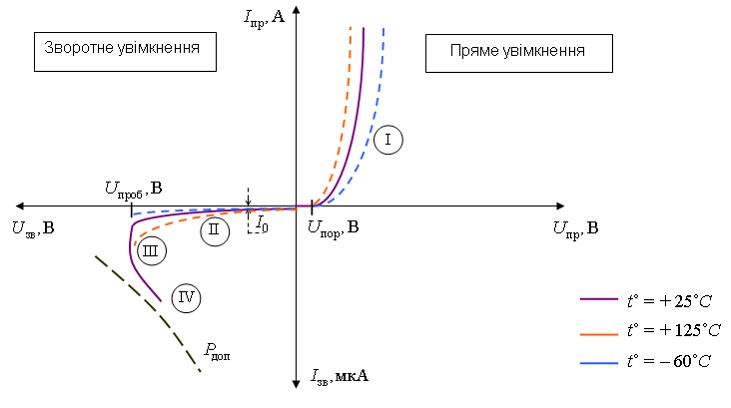 Iпр, А
Зворотне увімкнення
Пряме увімкнення
I
Uпроб, В
Uзв, В
II
I0
Uпор, В
Uпр, В
III
IV
t° = +25°C
t° = +125°C
t° = −60°C
Pдоп
Iзв, мкА